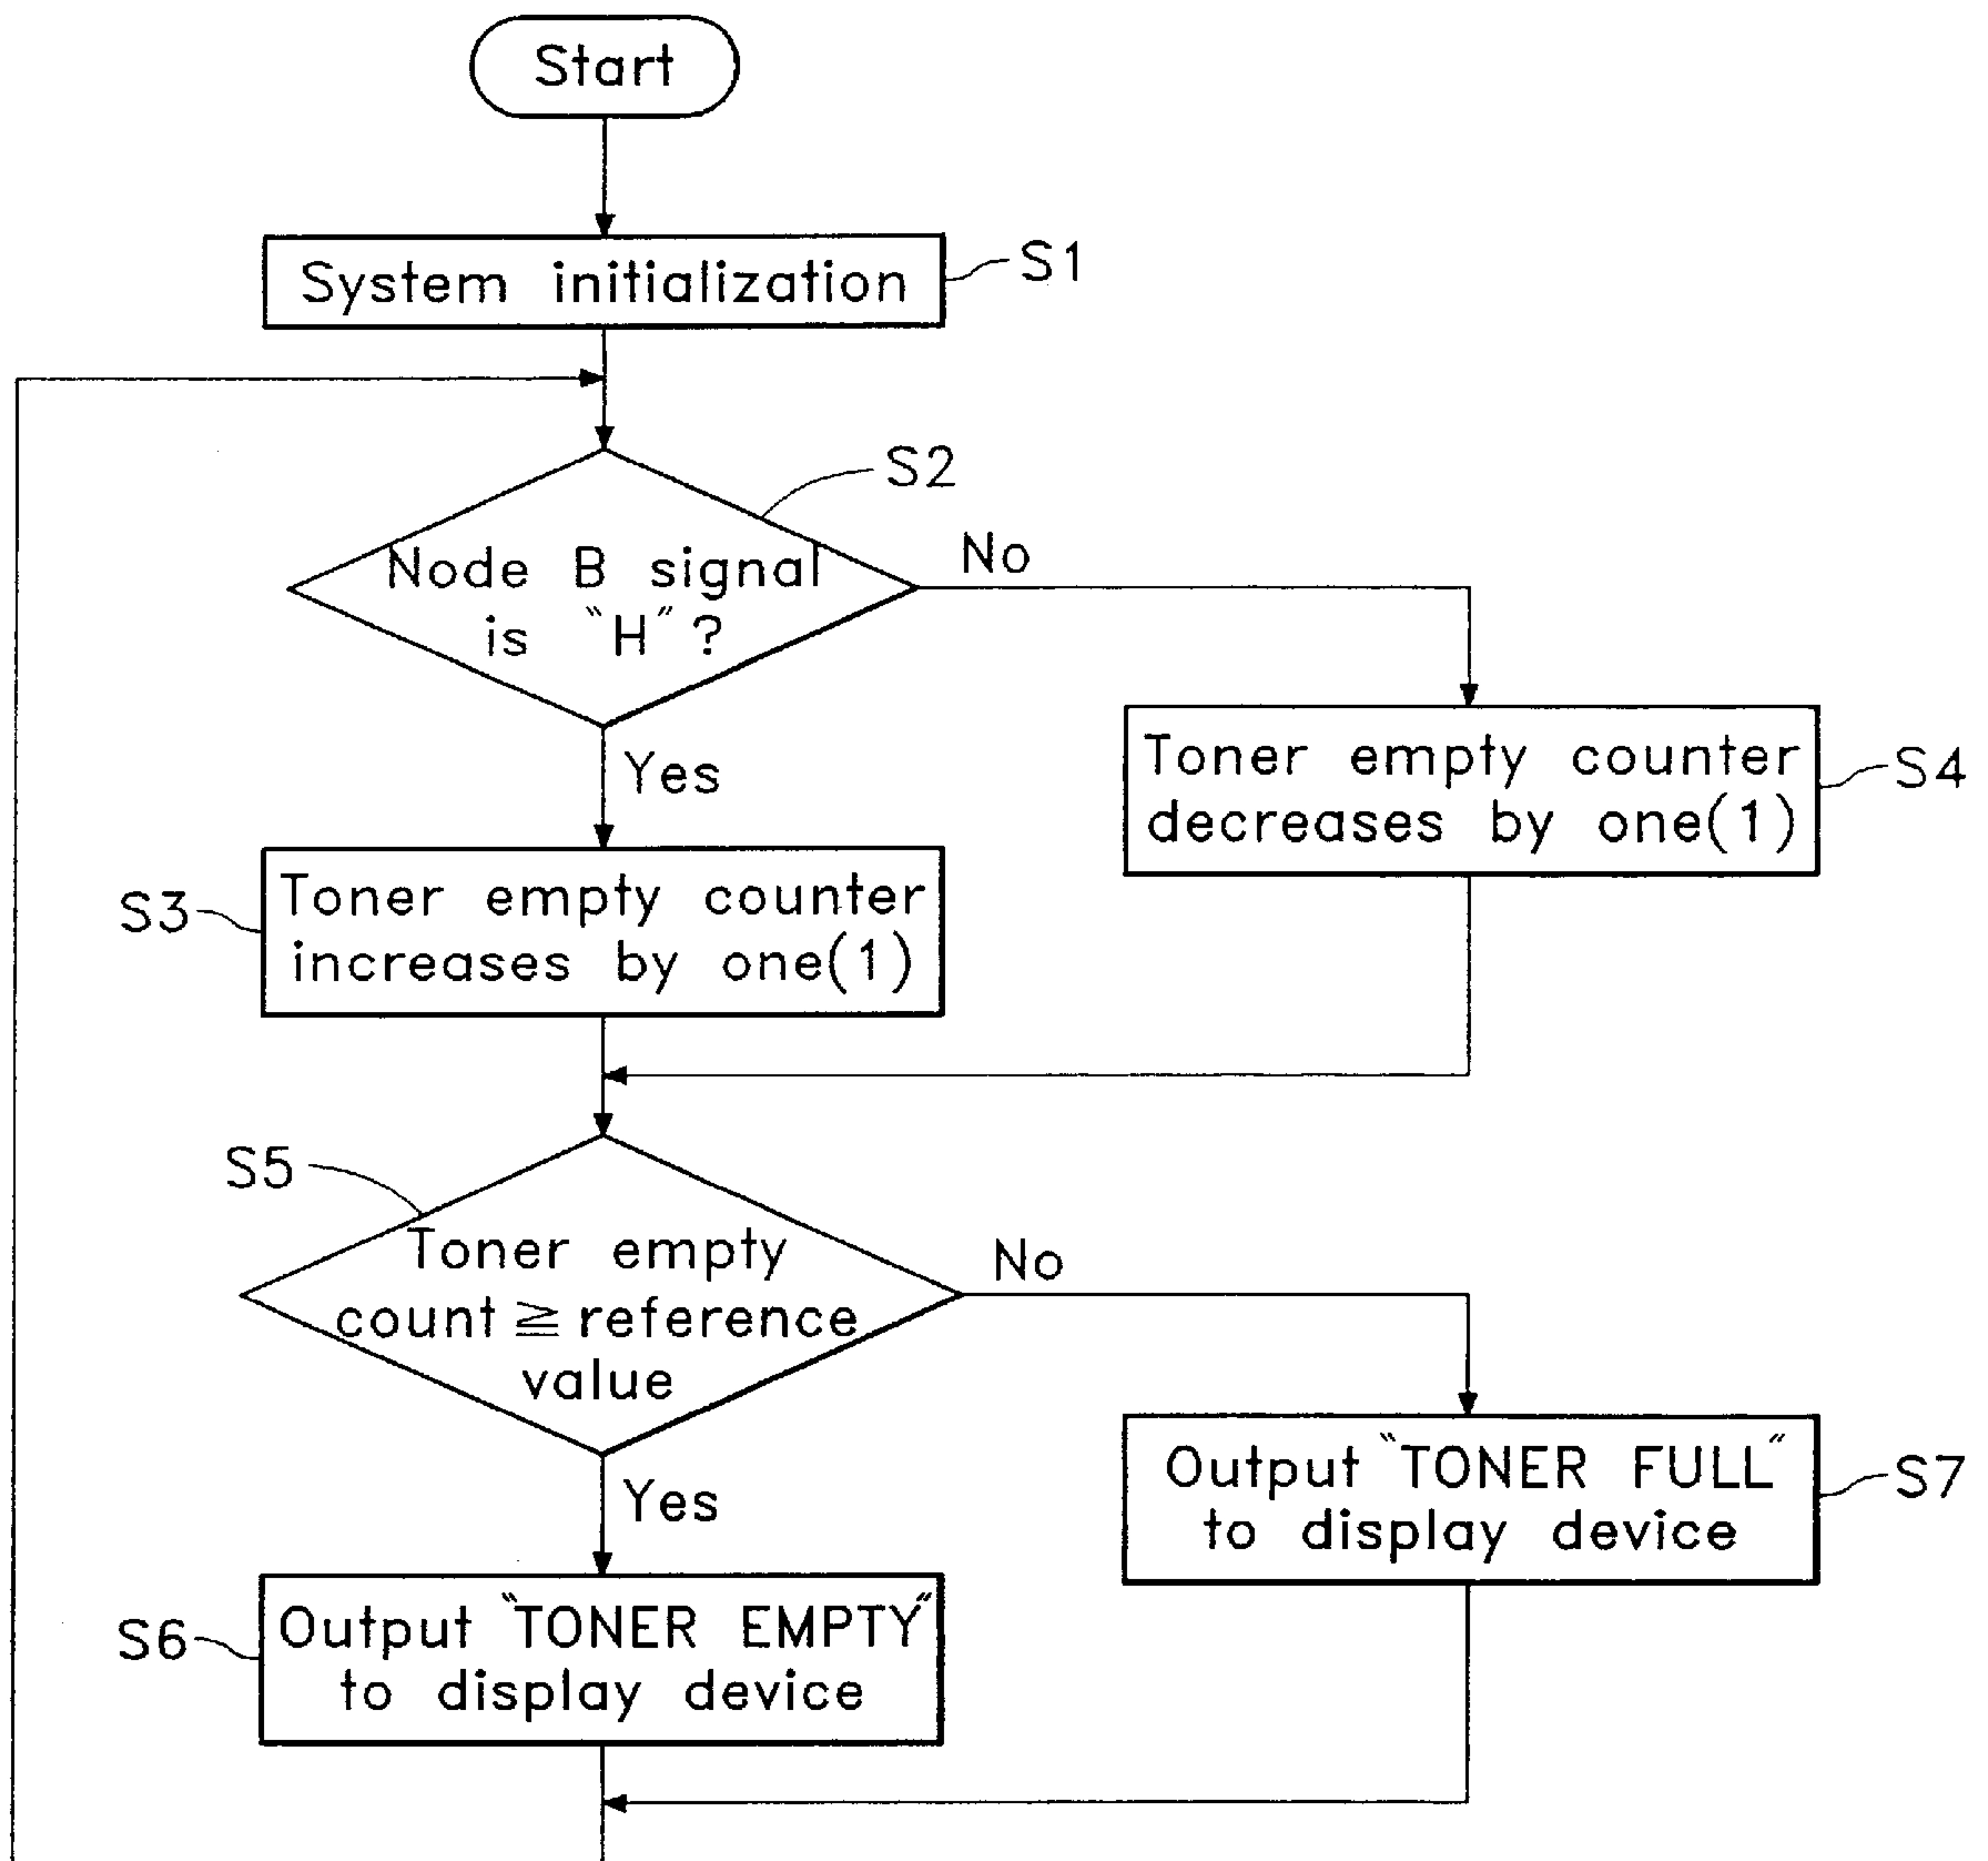 Start
System initialization
S1
S2
Node B signal
is "H"?
No
Yes
Toner empty counter
decreases by one(1)
S4
S3
Toner empty counter
increases by one(1)
S5
Toner empty
count ≧ reference
value
No
Yes
Output "TONER FULL"
to display device
S7
S6
Output "TONER EMPTY"
to display device